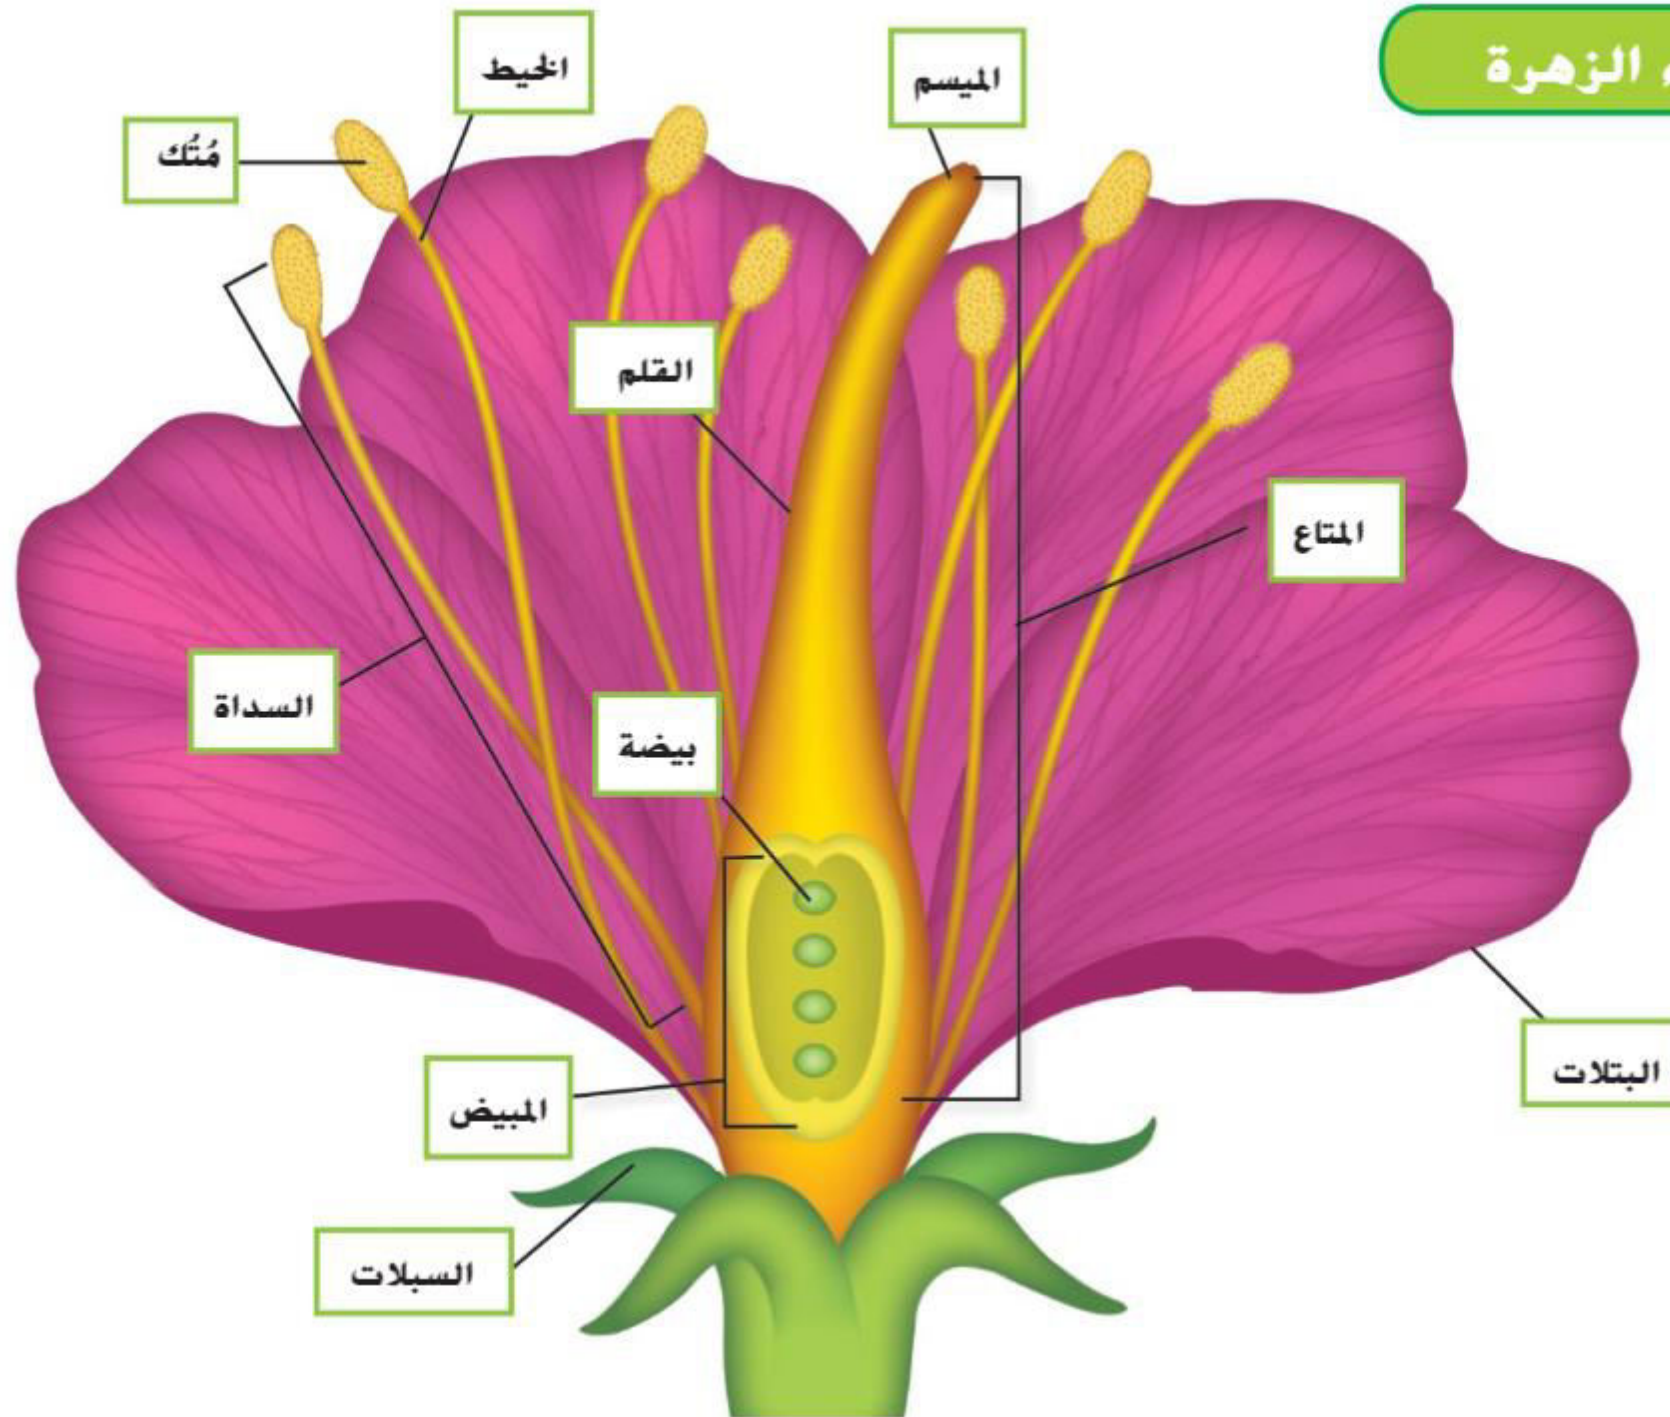 الزهرة
الميسم
الخيط
مُتُك
القلم
المتاع
السداة
بيضة
البتلات
المبيض
السبلات